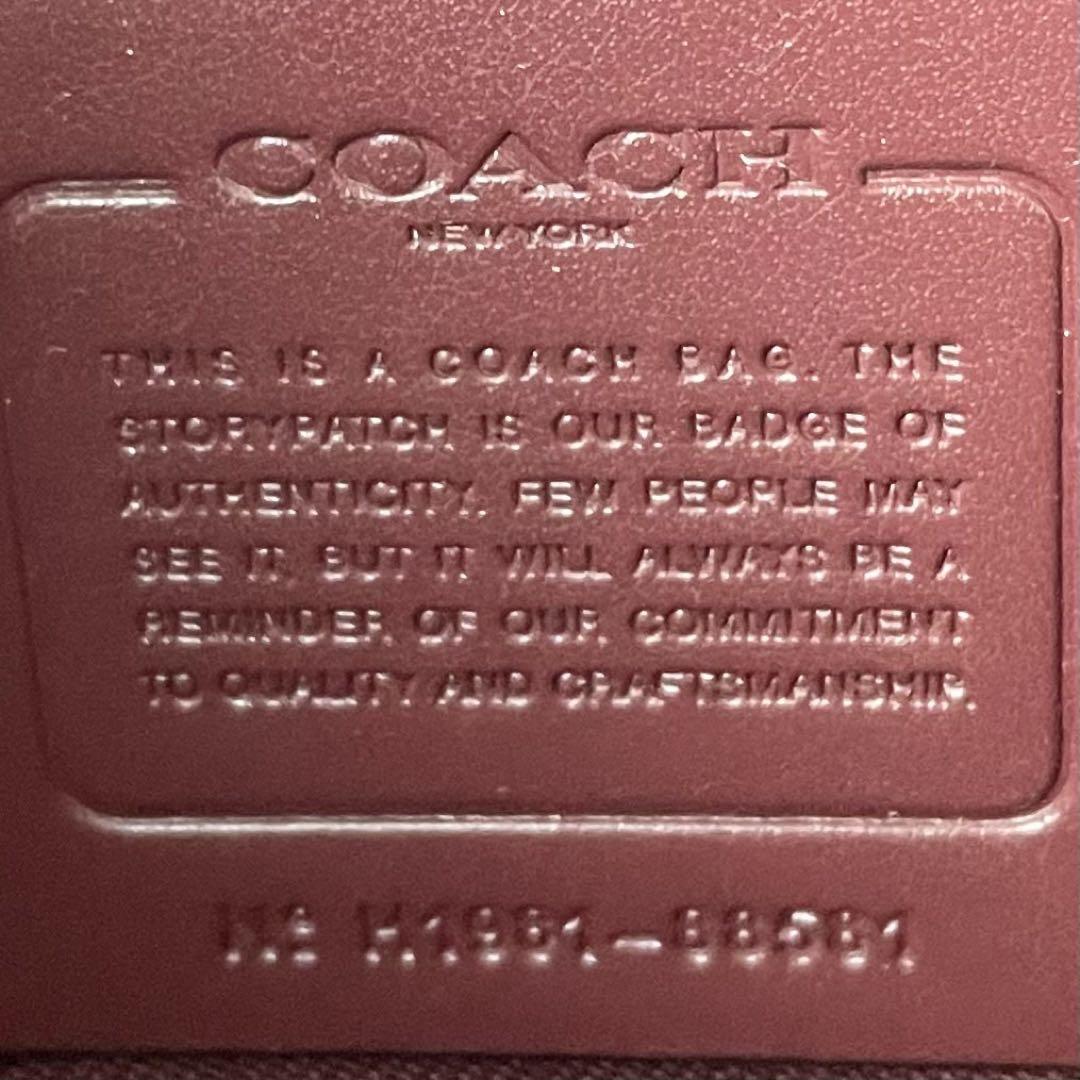 COACH
NEW YORK
THIS IS A COACH BAG. THE
STORYPATCH IS OUR BADGE OF
AUTHENTICITY. FEW PEOPLE MAY
SEE IT, BUT IT WILL ALWAYS BE A
REMINDER OF OUR COMMITMENT
TO QUALITY AND CRAFTSMANSHIP.
Nº